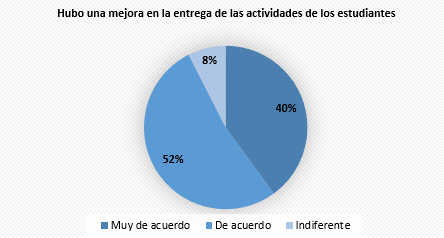 Hubo una mejora en la entrega de las actividades de los estudiantes
8%
40%
52%
Muy de acuerdo De acuerdo Indiferente